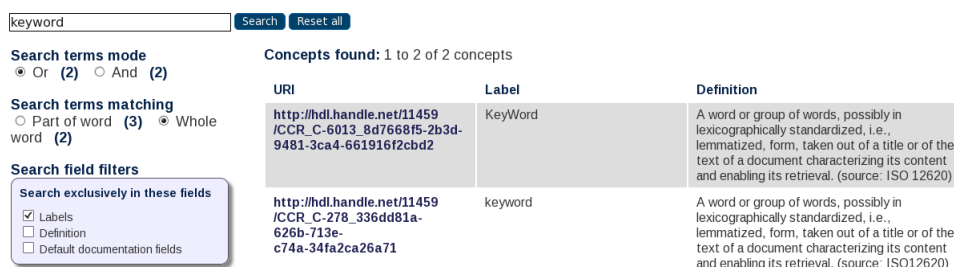 keyword Search Reset all
Search terms mode
Or (2) And (2)
Search terms matching
Part of word (3) Whole
word (2)
Search field filters
Search exclusively in these fields
Labels
Definition
Default documentation fields
Concepts found: 1 to 2 of 2 concepts
URI Label Definition
http://hdl.handle.net/11459
/CCR_C-6013_8d7668f5-2b3d-
9481-3ca4-661916f2cbd2
KeyWord
A word or group of words, possibly in
lexicographically standardized, i.e.,
lemmatized, form, taken out of a title or of the
text of a document characterizing its content
and enabling its retrieval. (source: ISO 12620)
http://hdl.handle.net/11459
/CCR_C-278_336dd81a-
626b-713e-
c74a-34fa2ca26a71
keyword
A word or group of words, possibly in
lexicographically standardized, i.e.,
lemmatized, form, taken out of a title or of the
text of a document characterizing its content
and enabling its retrieval. (source: ISO12620)